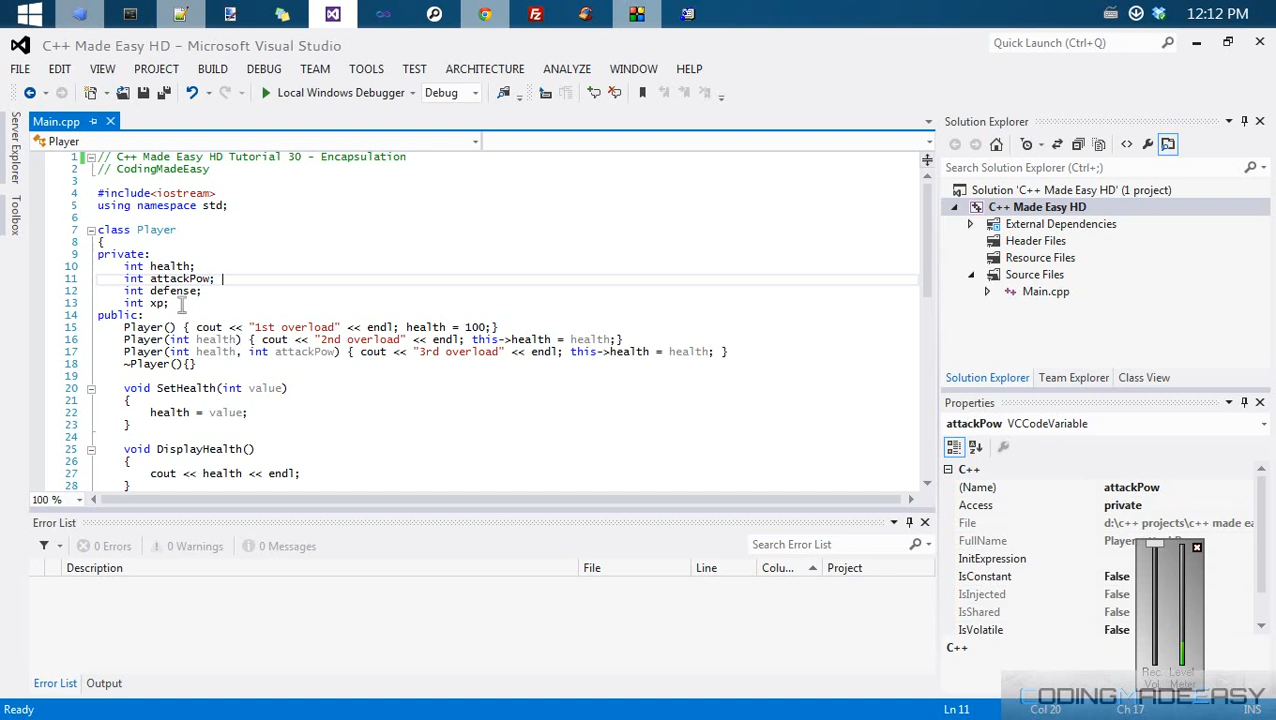 12:12 PM
C++ Made Easy HD - Microsoft Visual Studio
Quick Launch (Ctrl+Q)
FILE EDIT VIEW PROJECT BUILD DEBUG TEAM TOOLS TEST ARCHITECTURE ANALYZE WINDOW HELP
Local Windows Debugger Debug
Server Explorer
Toolbox
Main.cpp
Player
1 // C++ Made Easy HD Tutorial 30 - Encapsulation
2 // CodingMadeEasy
3
4 #include<iostream>
5 using namespace std;
6
7 class Player
8 {
9 private:
10 int health;
11 int attackPow;
12 int defense;
13 int xp;
14 public:
15 Player() { cout << "1st overload" << endl; health = 100;}
16 Player(int health) { cout << "2nd overload" << endl; this->health = health;}
17 Player(int health, int attackPow) { cout << "3rd overload" << endl; this->health = health; }
18 ~Player(){}
19
20 void SetHealth(int value)
21 {
22 health = value;
23 }
24
25 void DisplayHealth()
26 {
27 cout << health << endl;
28 }
100 %
Error List
0 Errors 0 Warnings 0 Messages
Search Error List
Description File Line Colu... Project
Error List Output
Solution Explorer
Search Solution Explorer (Ctrl+;)
Solution 'C++ Made Easy HD' (1 project)
C++ Made Easy HD
External Dependencies
Header Files
Resource Files
Source Files
Main.cpp
Solution Explorer Team Explorer Class View
Properties
attackPow VCCodeVariable
C++
(Name) attackPow
Access private
File d:\c++ projects\c++ made ea
FullName
InitExpression
IsConstant False
IsInjected False
IsShared False
IsVolatile False
C++
Rec. Vol
Level Meter
CODINGMADEEASY
Ready Ln 11 Col 20 Ch 17 INS